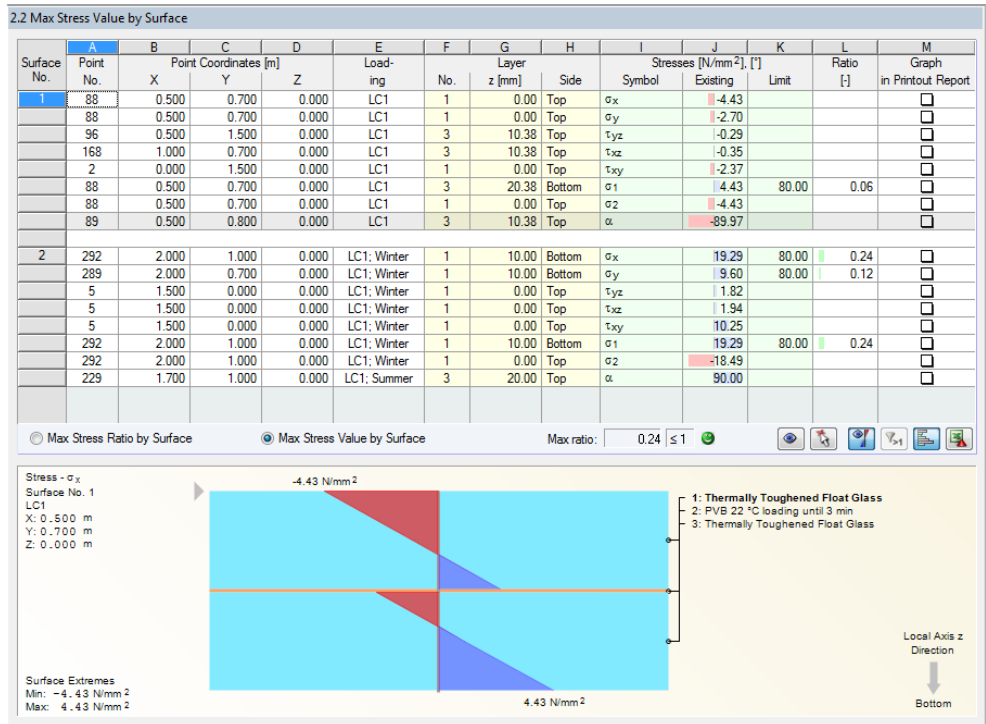 2.2 Max Stress Value by Surface
A B C D E F G H I J K L M
Surface Point Point Coordinates [m] Load- Layer Stresses [N/mm2], [°] Ratio Graph
No. No. X Y Z ing No. z [mm] Side Symbol Existing Limit [-] in Printout Report
1 88 0.500 0.700 0.000 LC1 1 0.00 Top σx -4.43
88 0.500 0.700 0.000 LC1 1 0.00 Top σy -2.70
96 0.500 1.500 0.000 LC1 3 10.38 Top τyz -0.29
168 1.000 0.700 0.000 LC1 3 10.38 Top τxz -0.35
2 0.000 1.500 0.000 LC1 1 0.00 Top τxy -2.37
88 0.500 0.700 0.000 LC1 3 20.38 Bottom σ1 4.43 80.00 0.06
88 0.500 0.700 0.000 LC1 1 0.00 Top σ2 -4.43
89 0.500 0.800 0.000 LC1 3 10.38 Top α -89.97
2 292 2.000 1.000 0.000 LC1; Winter 1 10.00 Bottom σx 19.29 80.00 0.24
289 2.000 0.700 0.000 LC1; Winter 1 10.00 Bottom σy 9.60 80.00 0.12
5 1.500 0.000 0.000 LC1; Winter 1 0.00 Top τyz 1.82
5 1.500 0.000 0.000 LC1; Winter 1 0.00 Top τxz 1.94
5 1.500 0.000 0.000 LC1; Winter 1 0.00 Top τxy 10.25
292 2.000 1.000 0.000 LC1; Winter 1 10.00 Bottom σ1 19.29 80.00 0.24
292 2.000 1.000 0.000 LC1; Winter 1 0.00 Top σ2 -18.49
229 1.700 1.000 0.000 LC1; Summer 3 20.00 Top α 90.00
Max Stress Ratio by Surface Max Stress Value by Surface Max ratio: 0.24 ≤ 1 >1
Stress - σx
Surface No. 1
LC1
X: 0.500 m
Y: 0.700 m
Z: 0.000 m
-4.43 N/mm2
1: Thermally Toughened Float Glass
2: PVB 22 °C loading until 3 min
3: Thermally Toughened Float Glass
Local Axis z
Direction
Bottom
Surface Extremes
Min: -4.43 N/mm2
Max: 4.43 N/mm2
4.43 N/mm2